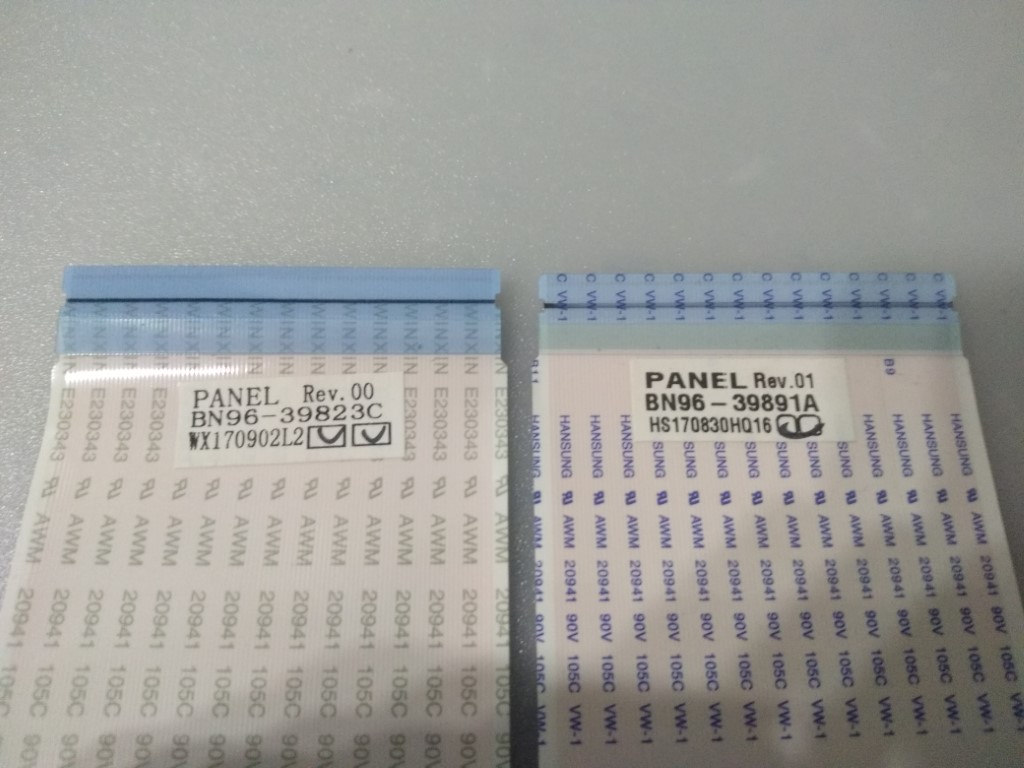 PANEL Rev.00
BN96-39823C
WX170902L2
WINXIN E230343 AWM 20941 105C 90V
PANEL Rev.01
BN96-39891A
HS170830HQ16
C VW-1
HANSUNG AWM 20941 90V 105C VW-1
B9